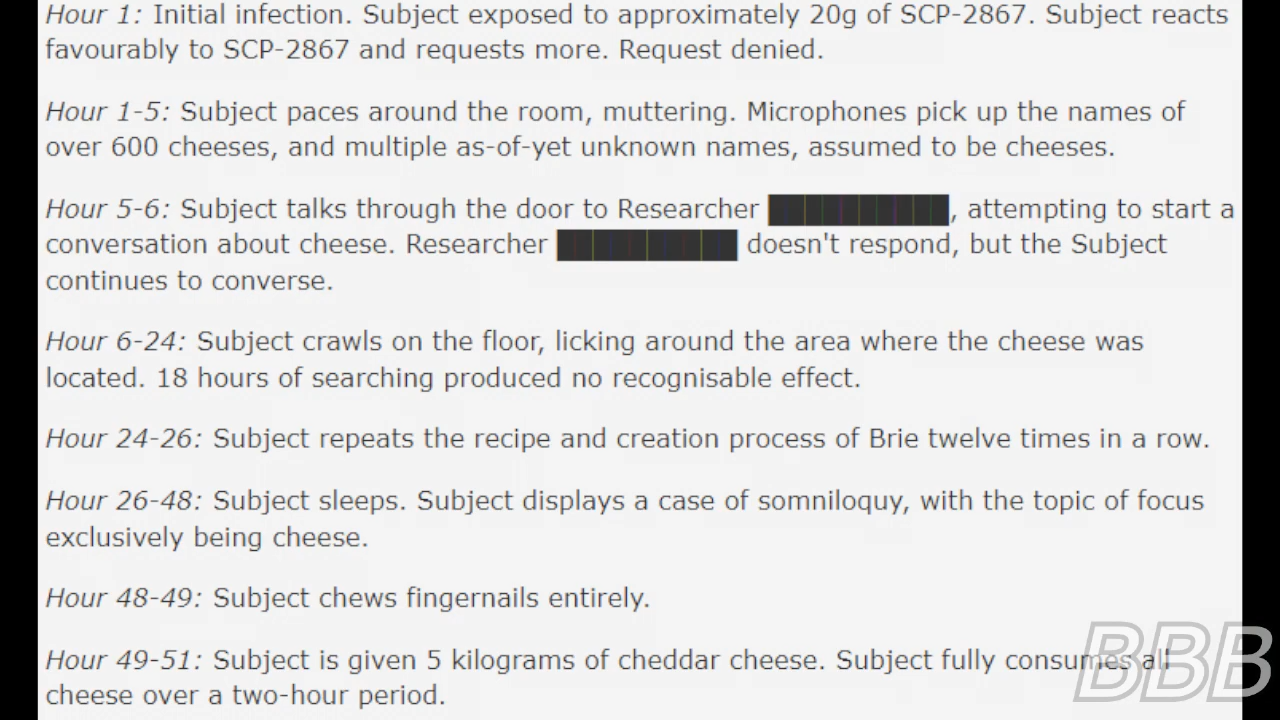 Hour 1: Initial infection. Subject exposed to approximately 20g of SCP-2867. Subject reacts
favourably to SCP-2867 and requests more. Request denied.
Hour 1-5: Subject paces around the room, muttering. Microphones pick up the names of
over 600 cheeses, and multiple as-of-yet unknown names, assumed to be cheeses.
Hour 5-6: Subject talks through the door to Researcher ██████████, attempting to start a
conversation about cheese. Researcher ██████████ doesn't respond, but the Subject
continues to converse.
Hour 6-24: Subject crawls on the floor, licking around the area where the cheese was
located. 18 hours of searching produced no recognisable effect.
Hour 24-26: Subject repeats the recipe and creation process of Brie twelve times in a row.
Hour 26-48: Subject sleeps. Subject displays a case of somniloquy, with the topic of focus
exclusively being cheese.
Hour 48-49: Subject chews fingernails entirely.
Hour 49-51: Subject is given 5 kilograms of cheddar cheese. Subject fully consumes all
cheese over a two-hour period.
BBB